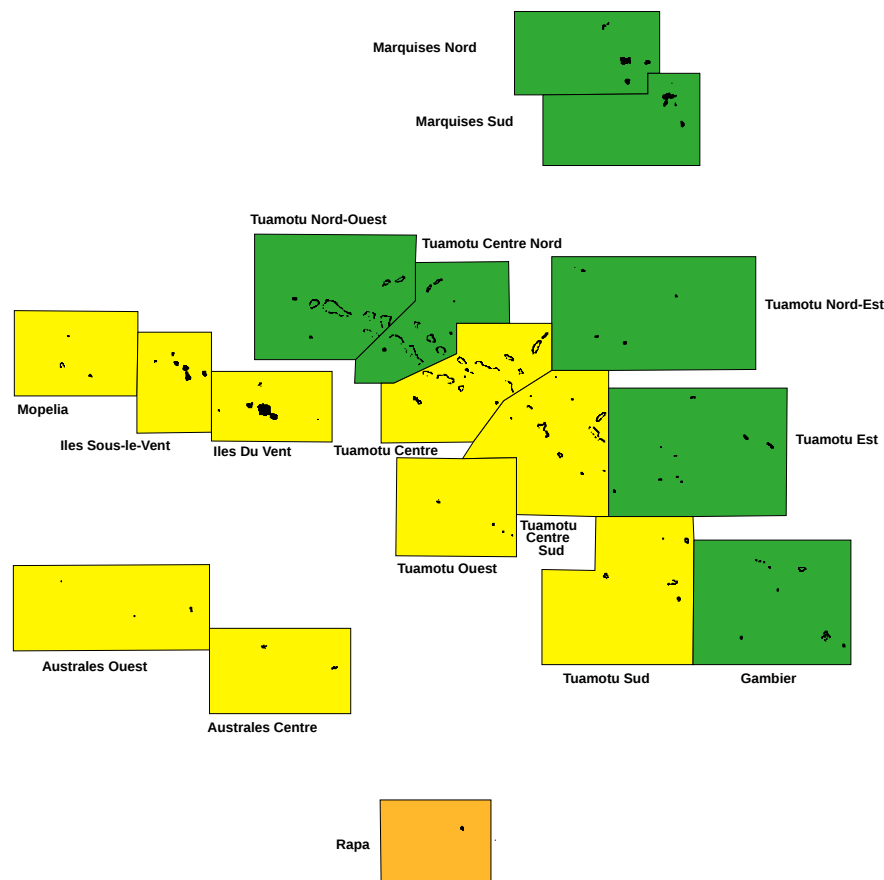 Marquises Nord
Marquises Sud
Tuamotu Nord-Ouest
Tuamotu Centre Nord
Tuamotu Nord-Est
Mopelia
Iles Sous-le-Vent
Iles Du Vent
Tuamotu Centre
Tuamotu Est
Tuamotu
Centre
Sud
Tuamotu Ouest
Australes Ouest
Tuamotu Sud
Gambier
Australes Centre
Rapa